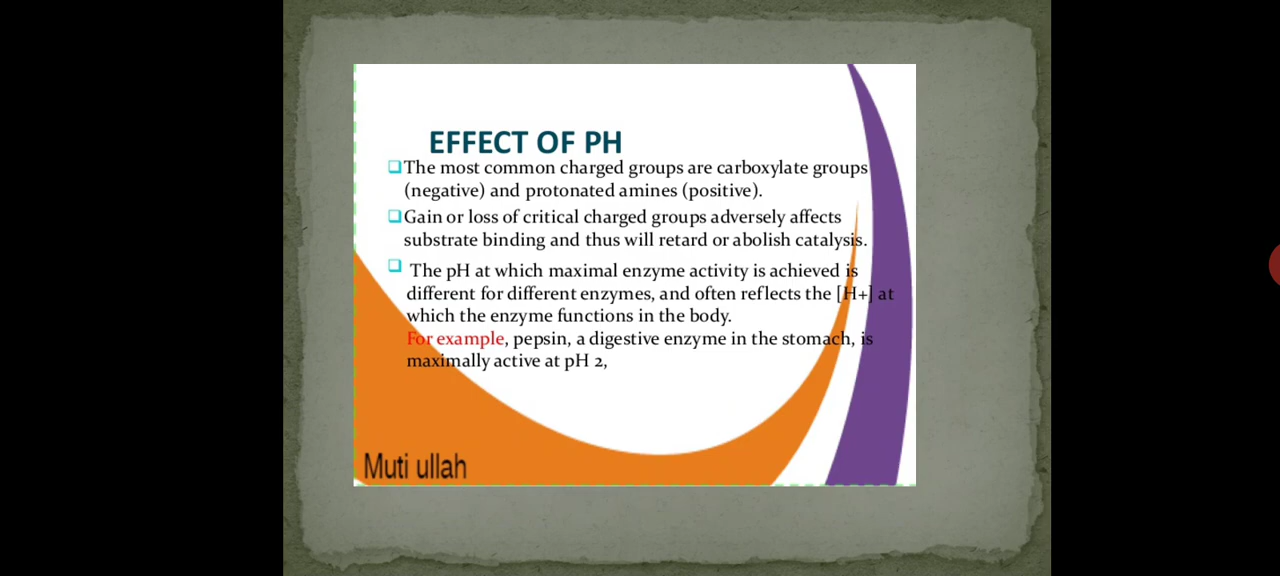 EFFECT OF PH
❑The most common charged groups are carboxylate groups
(negative) and protonated amines (positive).
❑Gain or loss of critical charged groups adversely affects
substrate binding and thus will retard or abolish catalysis.
❑ The pH at which maximal enzyme activity is achieved is
different for different enzymes, and often reflects the [H+] at
which the enzyme functions in the body.
For example, pepsin, a digestive enzyme in the stomach, is
maximally active at pH 2,
Muti ullah